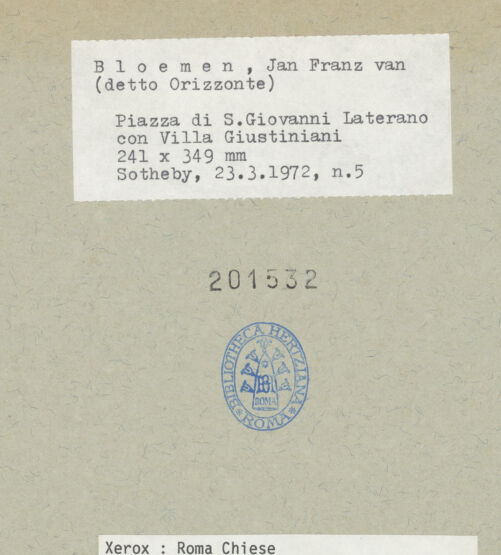 B l o e m e n , Jan Franz van
(detto Orizzonte)
Piazza di S.Giovanni Laterano
con Villa Giustiniani
241 x 349 mm
Sotheby, 23.3.1972, n.5
201532
BIBLIOTHECA HERTZIANA
BH
ROMA
*ROMA*
Xerox : Roma Chiese